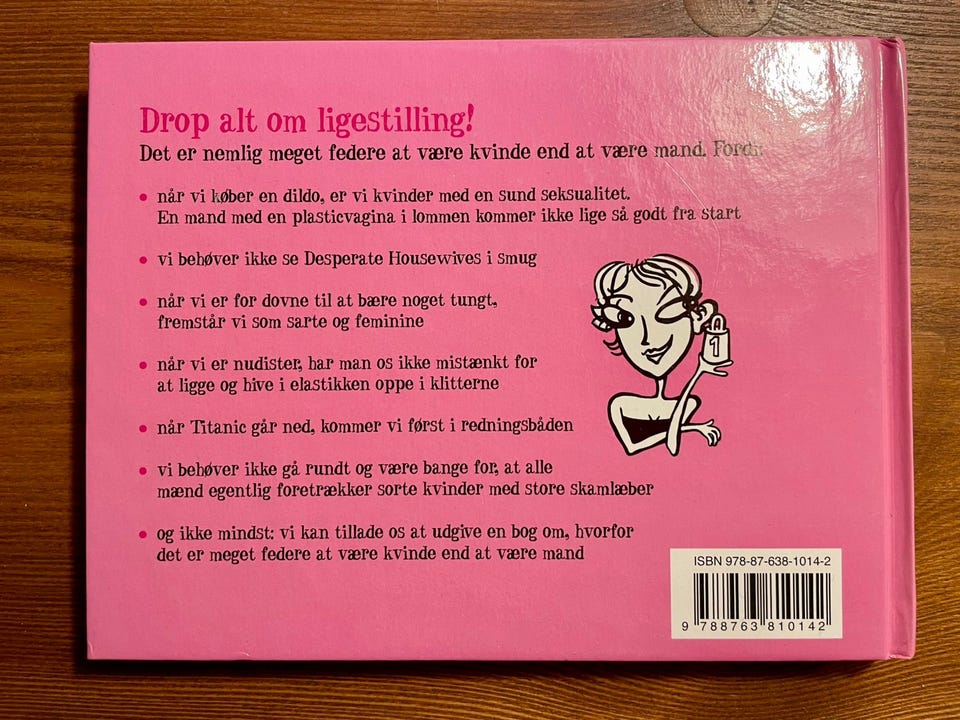 Drop alt om ligestilling!
Det er nemlig meget federe at være kvinde end at være mand. Fordi:
• når vi køber en dildo, er vi kvinder med en sund seksualitet.
En mand med en plasticvagina i lommen kommer ikke lige så godt fra start
• vi behøver ikke se Desperate Housewives i smug
• når vi er for dovne til at bære noget tungt,
fremstår vi som sarte og feminine
• når vi er nudister, har man os ikke mistænkt for
at ligge og hive i elastikken oppe i klitterne
• når Titanic går ned, kommer vi først i redningsbåden
• vi behøver ikke gå rundt og være bange for, at alle
mænd egentlig foretrækker sorte kvinder med store skamlæber
• og ikke mindst: vi kan tillade os at udgive en bog om, hvorfor
det er meget federe at være kvinde end at være mand
1
ISBN 978-87-638-1014-2
9 788763 810142